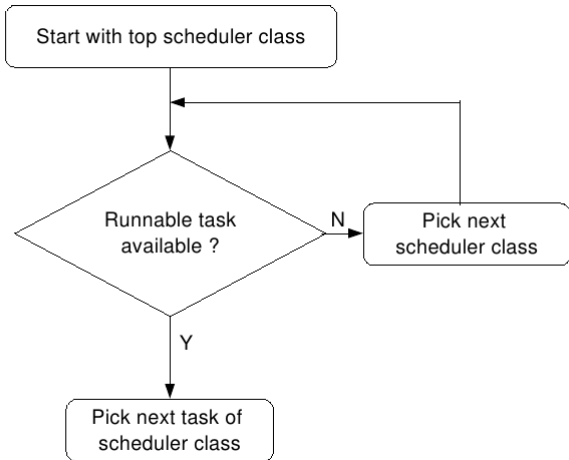 Start with top scheduler class
Runnable task
available ?
N
Pick next
scheduler class
Y
Pick next task of
scheduler class